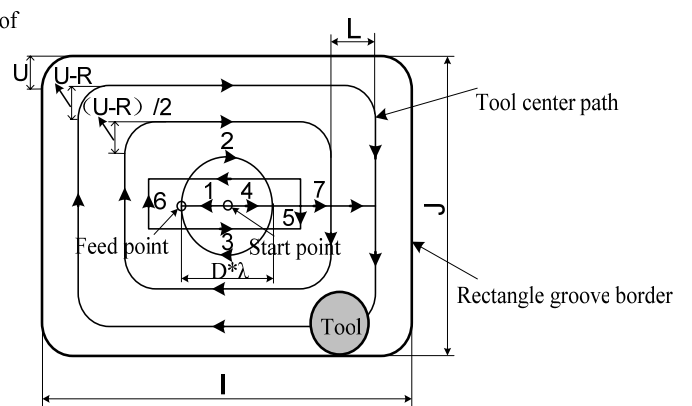 of
L
U
U-R
(U-R) /2
Tool center path
2
J
6
1
4
7
5
Feed point
3
Start point
D*λ
Rectangle groove border
Tool
I